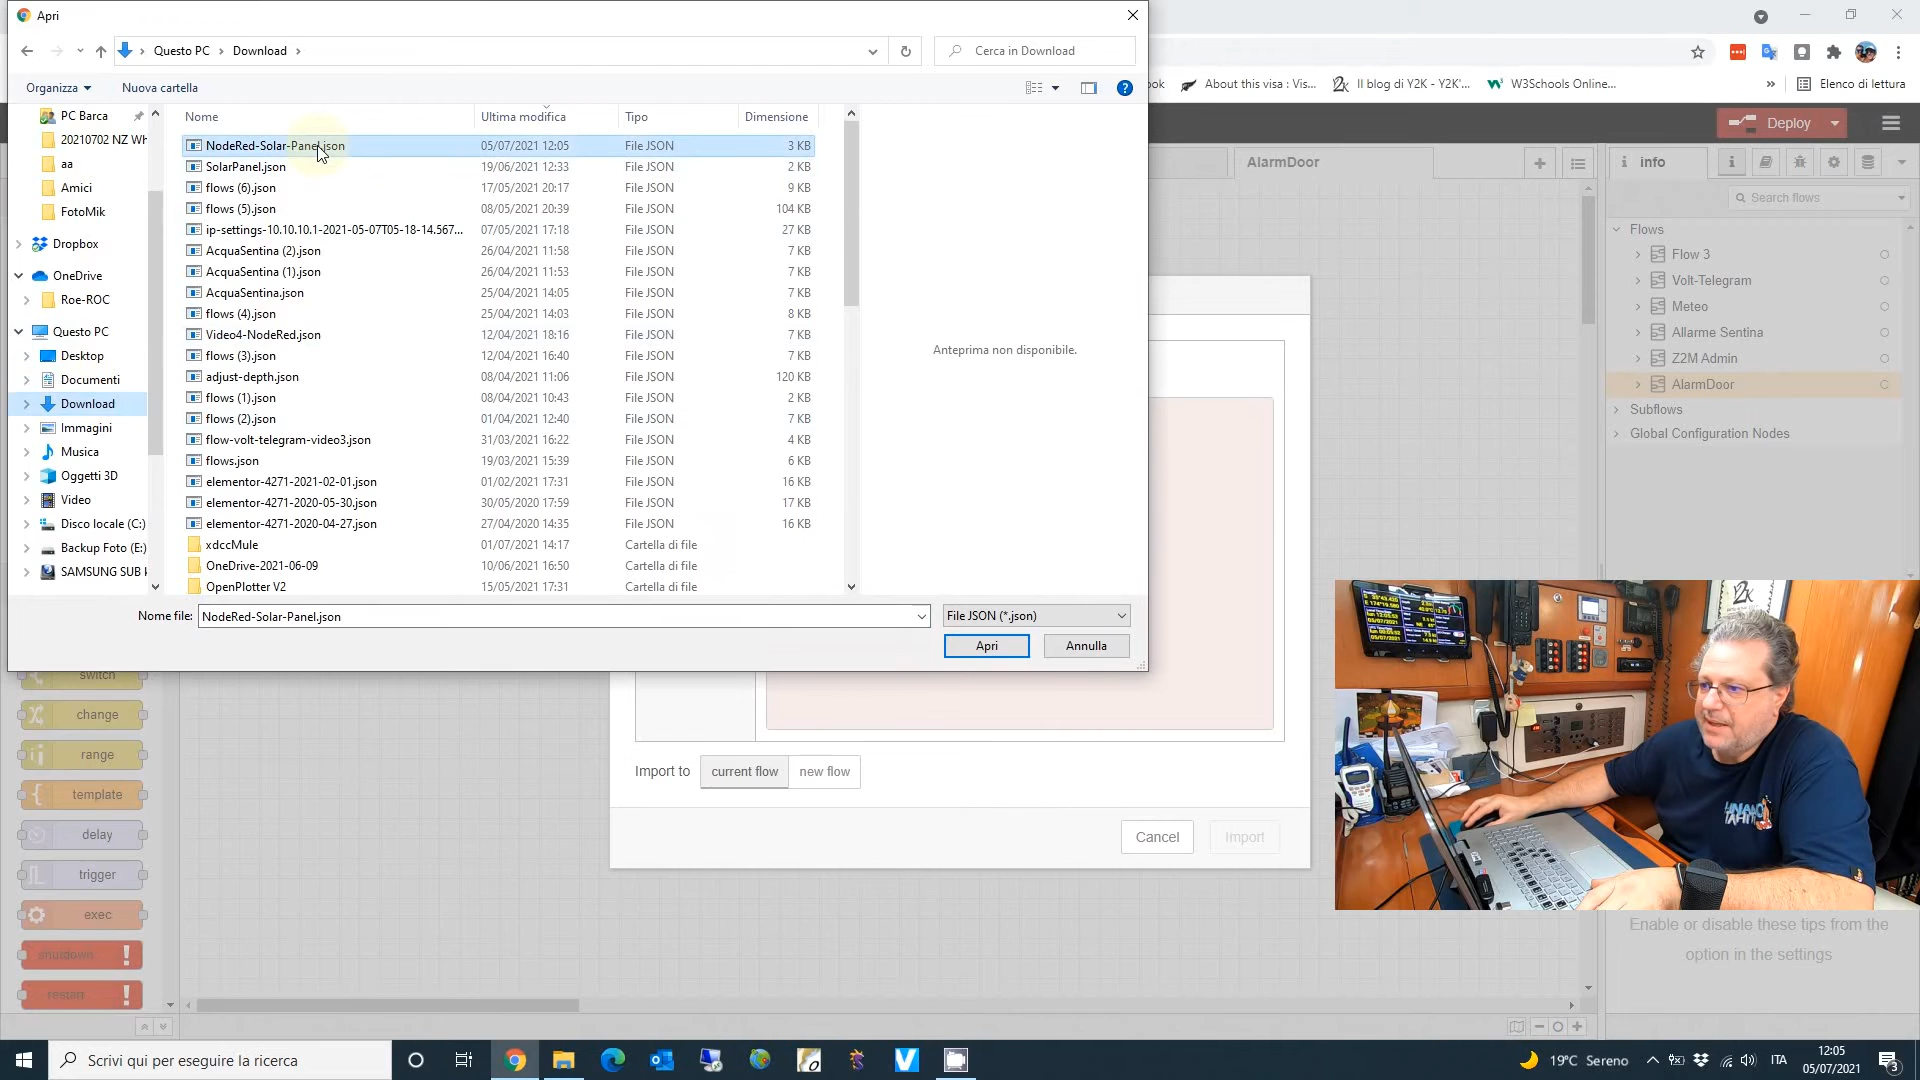 Apri
Questo PC > Download >
Cerca in Download
Organizza
Nuova cartella
PC Barca
20210702 NZ Wh
aa
Amici
FotoMik
Dropbox
OneDrive
Roe-ROC
Questo PC
Desktop
Documenti
Download
Immagini
Musica
Oggetti 3D
Video
Disco locale (C:)
Backup Foto (E:)
SAMSUNG SUB
Nome Ultima modifica Tipo Dimensione
NodeRed-Solar-Panel.json 05/07/2021 12:05 File JSON 3 KB
SolarPanel.json 19/06/2021 12:33 File JSON 2 KB
flows (6).json 17/05/2021 20:17 File JSON 9 KB
flows (5).json 08/05/2021 20:39 File JSON 104 KB
ip-settings-10.10.10.1-2021-05-07T05-18-14.567... 07/05/2021 17:18 File JSON 27 KB
AcquaSentina (2).json 26/04/2021 11:58 File JSON 7 KB
AcquaSentina (1).json 26/04/2021 11:53 File JSON 7 KB
AcquaSentina.json 25/04/2021 14:05 File JSON 7 KB
flows (4).json 25/04/2021 14:03 File JSON 8 KB
Video4-NodeRed.json 12/04/2021 18:16 File JSON 7 KB
flows (3).json 12/04/2021 16:40 File JSON 7 KB
adjust-depth.json 08/04/2021 11:06 File JSON 120 KB
flows (1).json 08/04/2021 10:43 File JSON 2 KB
flows (2).json 01/04/2021 12:40 File JSON 7 KB
flow-volt-telegram-video3.json 31/03/2021 16:22 File JSON 4 KB
flows.json 19/03/2021 15:39 File JSON 6 KB
elementor-4271-2021-02-01.json 01/02/2021 17:31 File JSON 16 KB
elementor-4271-2020-05-30.json 30/05/2020 17:59 File JSON 17 KB
elementor-4271-2020-04-27.json 27/04/2020 14:35 File JSON 16 KB
xdccMule 01/07/2021 14:17 Cartella di file
OneDrive-2021-06-09 10/06/2021 16:50 Cartella di file
OpenPlotter V2 15/05/2021 17:31 Cartella di file
Anteprima non disponibile.
Nome file: NodeRed-Solar-Panel.json
File JSON (*.json)
Apri Annulla
ook About this visa : Vis... Il blog di Y2K - Y2K'... W3Schools Online... » Elenco di lettura
Deploy
AlarmDoor
info
Search flows
Flows
Flow 3
Volt-Telegram
Meteo
Allarme Sentina
Z2M Admin
AlarmDoor
Subflows
Global Configuration Nodes
switch
change
range
template
delay
trigger
exec
shutdown
restart
Import to current flow new flow
Cancel Import
HINANO
TAHITI
Enable or disable these tips from the
option in the settings
Scrivi qui per eseguire la ricerca
19°C Sereno
ITA
12:05
05/07/2021
3